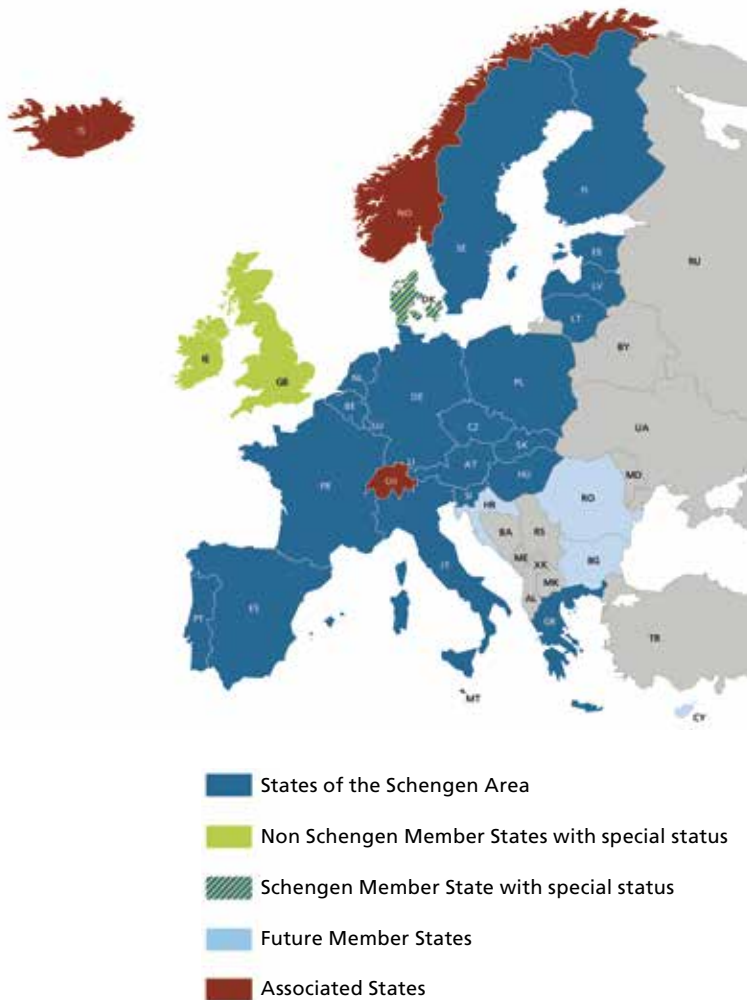 IS
NO
SE
FI
RU
EE
LV
LT
DK
BY
IE
GB
NL
DE
PL
BE
LU
CZ
UA
SK
FR
LI
AT
HU
MD
CH
SI
HR
RO
BA
RS
IT
ME
XK
BG
MK
AL
PT
ES
GR
TR
MT
CY
States of the Schengen Area
Non Schengen Member States with special status
Schengen Member State with special status
Future Member States
Associated States